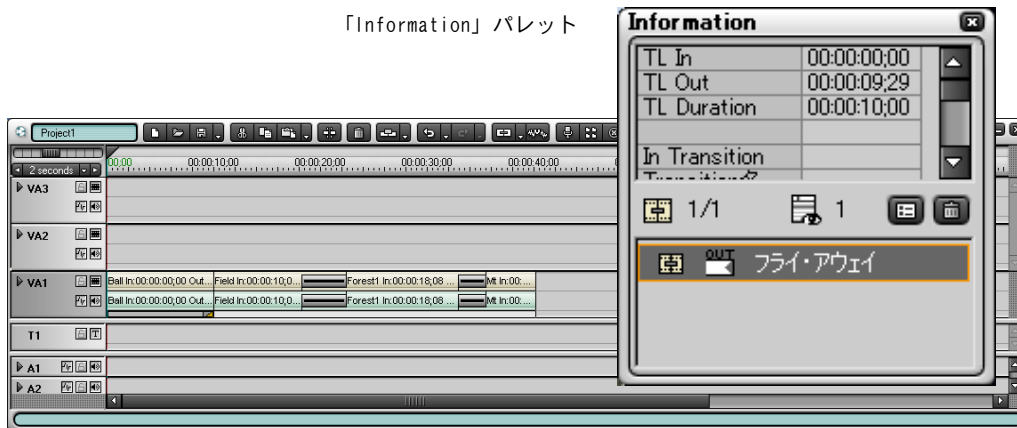 「Information」パレット
Information
TL In 00:00:00;00
TL Out 00:00:09;29
TL Duration 00:00:10;00
In Transition
1/1 1
OUT フライ・アウェイ
Project1
2 seconds
00;00 00:00:10;00 00:00:20;00 00:00:30;00 00:00:40;00
VA3
VA2
VA1
Ball In:00:00:00;00 Out... Field In:00:00:10;0... Forest1 In:00:00:18;08 ... Mt In:00:...
Ball In:00:00:00;00 Out... Field In:00:00:10;0... Forest1 In:00:00:18;08 ... Mt In:00:...
T1 T
A1
A2